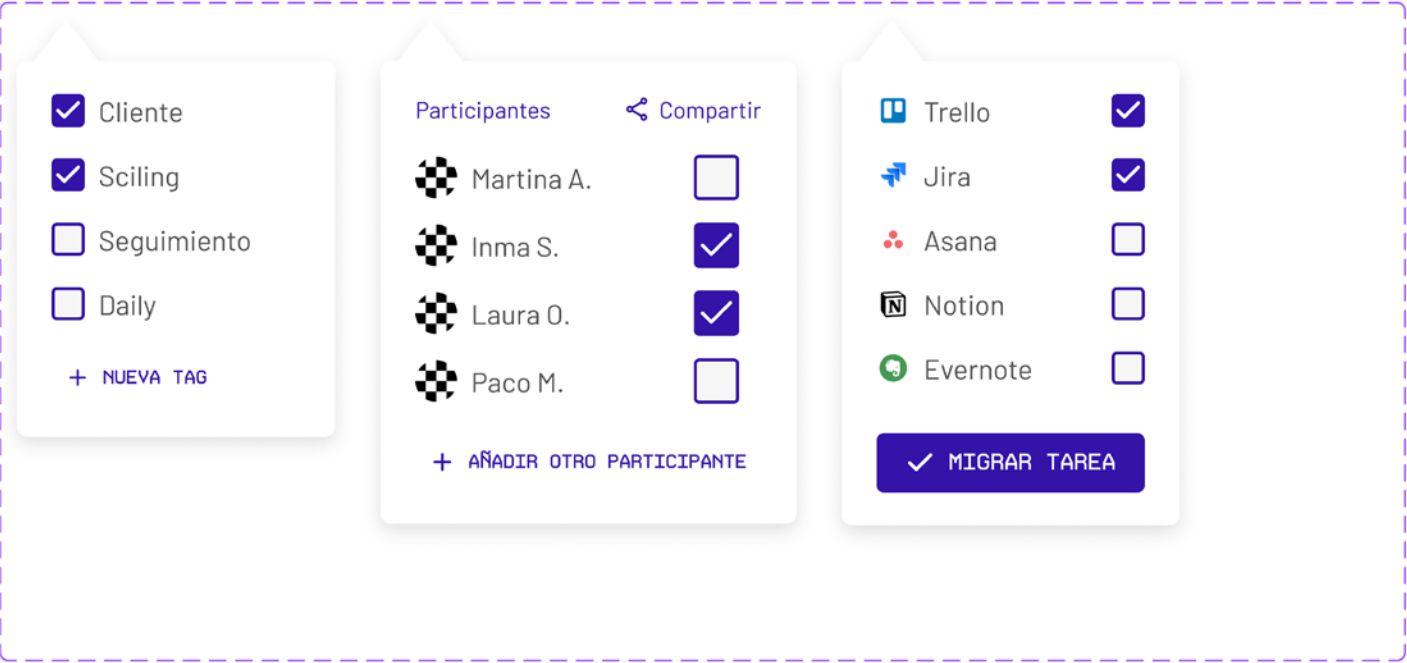 Cliente
Sciling
Seguimiento
Daily
+ NUEVA TAG
Participantes
Compartir
Martina A.
Inma S.
Laura O.
Paco M.
+ AÑADIR OTRO PARTICIPANTE
Trello
Jira
Asana
N Notion
Evernote
MIGRAR TAREA